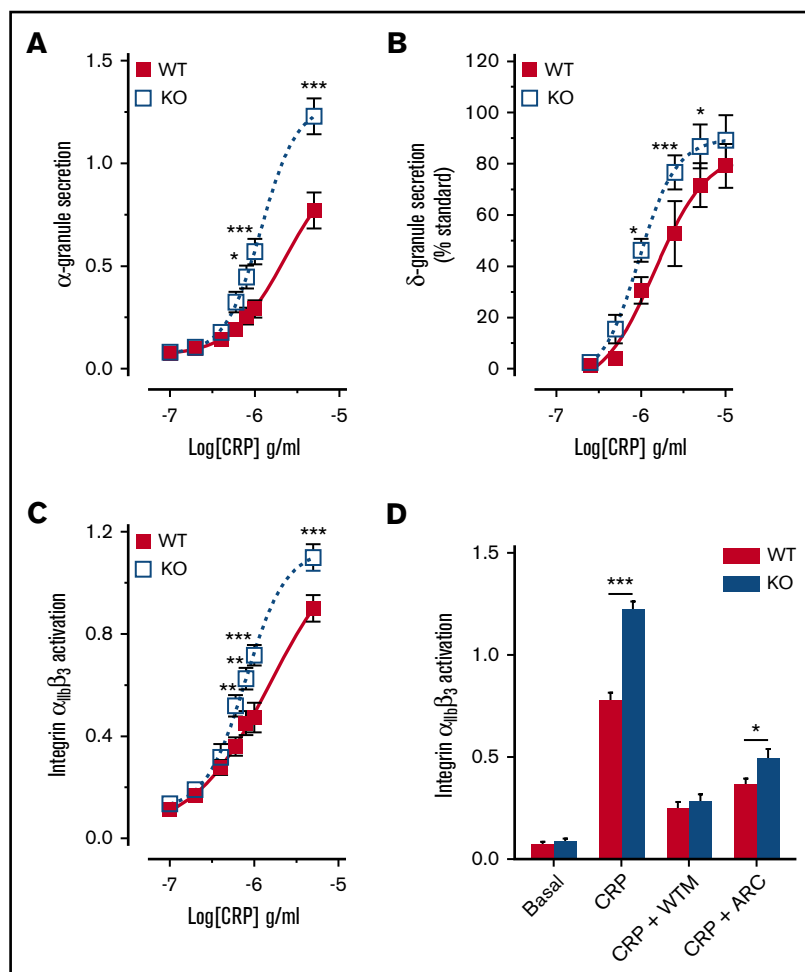 A
WT
KO
α-granule secretion
1.5
1.0
0.5
0.0
***
***
*
-7
-6
-5
Log[CRP] g/ml
B
WT
KO
δ-granule secretion
(% standard)
120
100
80
60
40
20
0
*
***
*
-7
-6
-5
Log[CRP] g/ml
C
WT
KO
Integrin αIIbβ3 activation
1.2
0.8
0.4
0.0
***
***
**
**
-7
-6
-5
Log[CRP] g/ml
D
WT
KO
Integrin αIIbβ3 activation
1.5
1.0
0.5
0.0
***
*
Basal
CRP
CRP + WTM
CRP + ARC